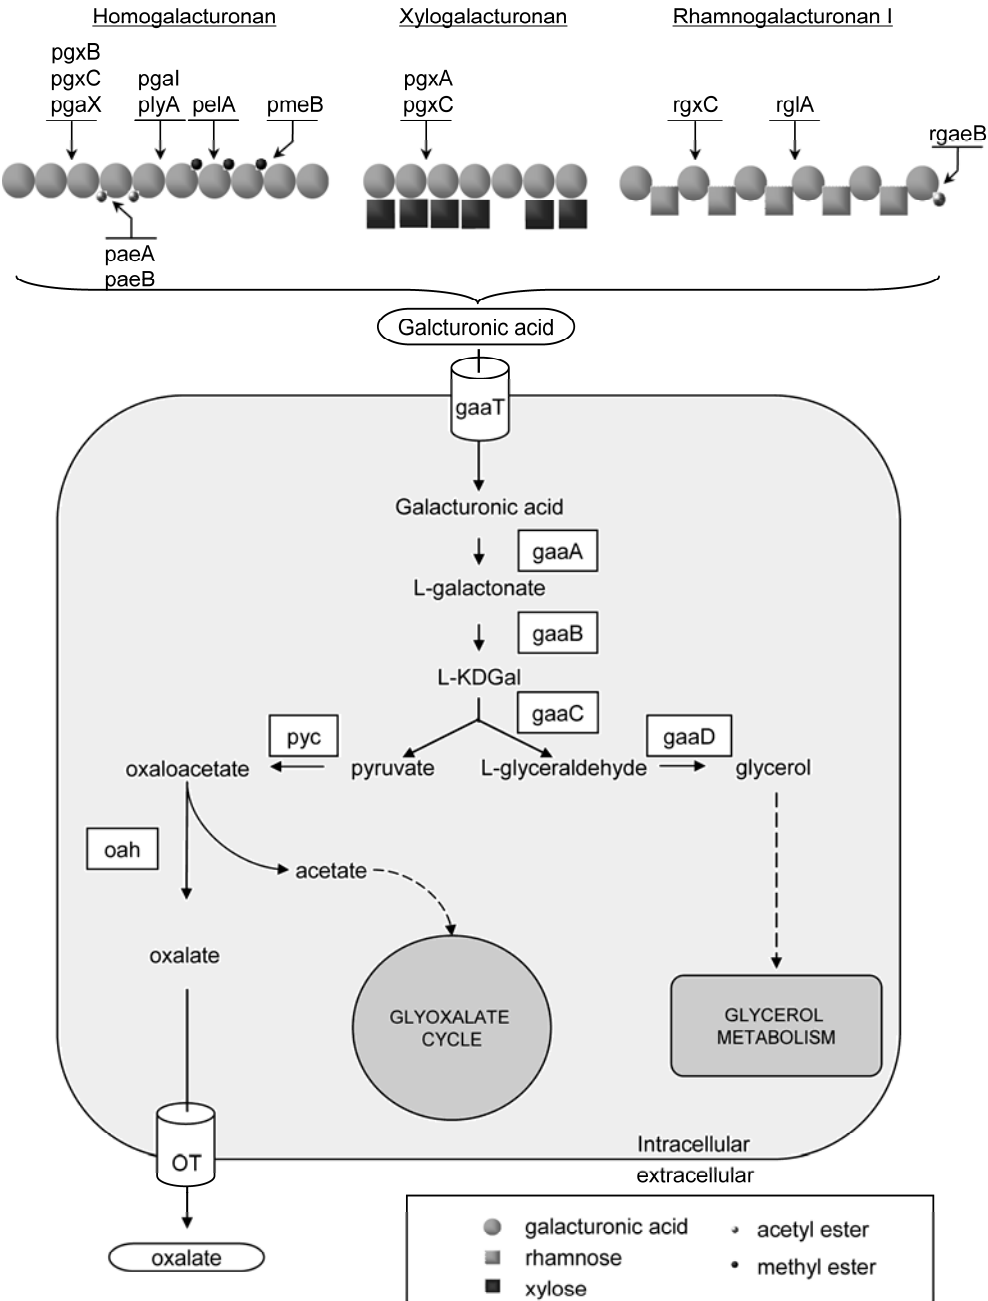 Homogalacturonan
Xylogalacturonan
Rhamnogalacturonan I
pgxB
pgxC
pgaX
pgaI
plyA
pelA
pmeB
pgxA
pgxC
rgxC
rglA
rgaeB
paeA
paeB
Galcturonic acid
gaaT
Galacturonic acid
gaaA
L-galactonate
gaaB
L-KDGal
gaaC
pyc
gaaD
oxaloacetate
pyruvate
L-glyceraldehyde
glycerol
oah
acetate
oxalate
GLYOXALATE
CYCLE
GLYCEROL
METABOLISM
Intracellular
extracellular
OT
oxalate
galacturonic acid
rhamnose
xylose
acetyl ester
methyl ester